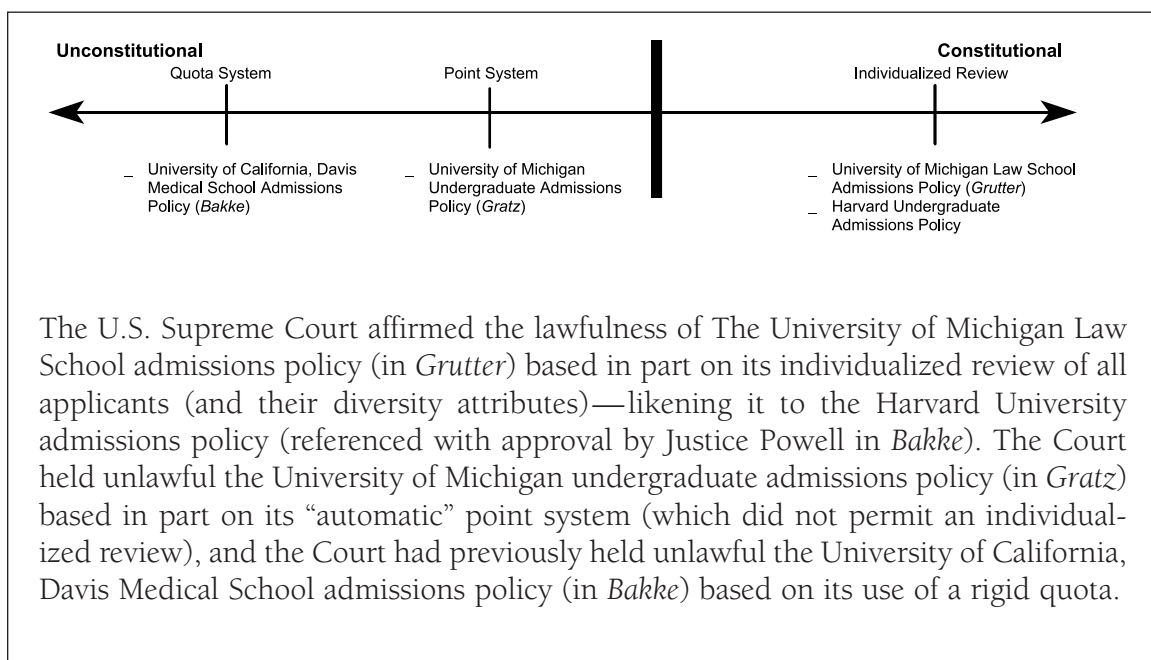 Unconstitutional
Constitutional
Quota System
Point System
Individualized Review
– University of California, Davis
Medical School Admissions
Policy (Bakke)
– University of Michigan
Undergraduate Admissions
Policy (Gratz)
– University of Michigan Law School
Admissions Policy (Grutter)
– Harvard Undergraduate
Admissions Policy
The U.S. Supreme Court affirmed the lawfulness of The University of Michigan Law
School admissions policy (in Grutter) based in part on its individualized review of all
applicants (and their diversity attributes)—likening it to the Harvard University
admissions policy (referenced with approval by Justice Powell in Bakke). The Court
held unlawful the University of Michigan undergraduate admissions policy (in Gratz)
based in part on its “automatic” point system (which did not permit an individual-
ized review), and the Court had previously held unlawful the University of California,
Davis Medical School admissions policy (in Bakke) based on its use of a rigid quota.